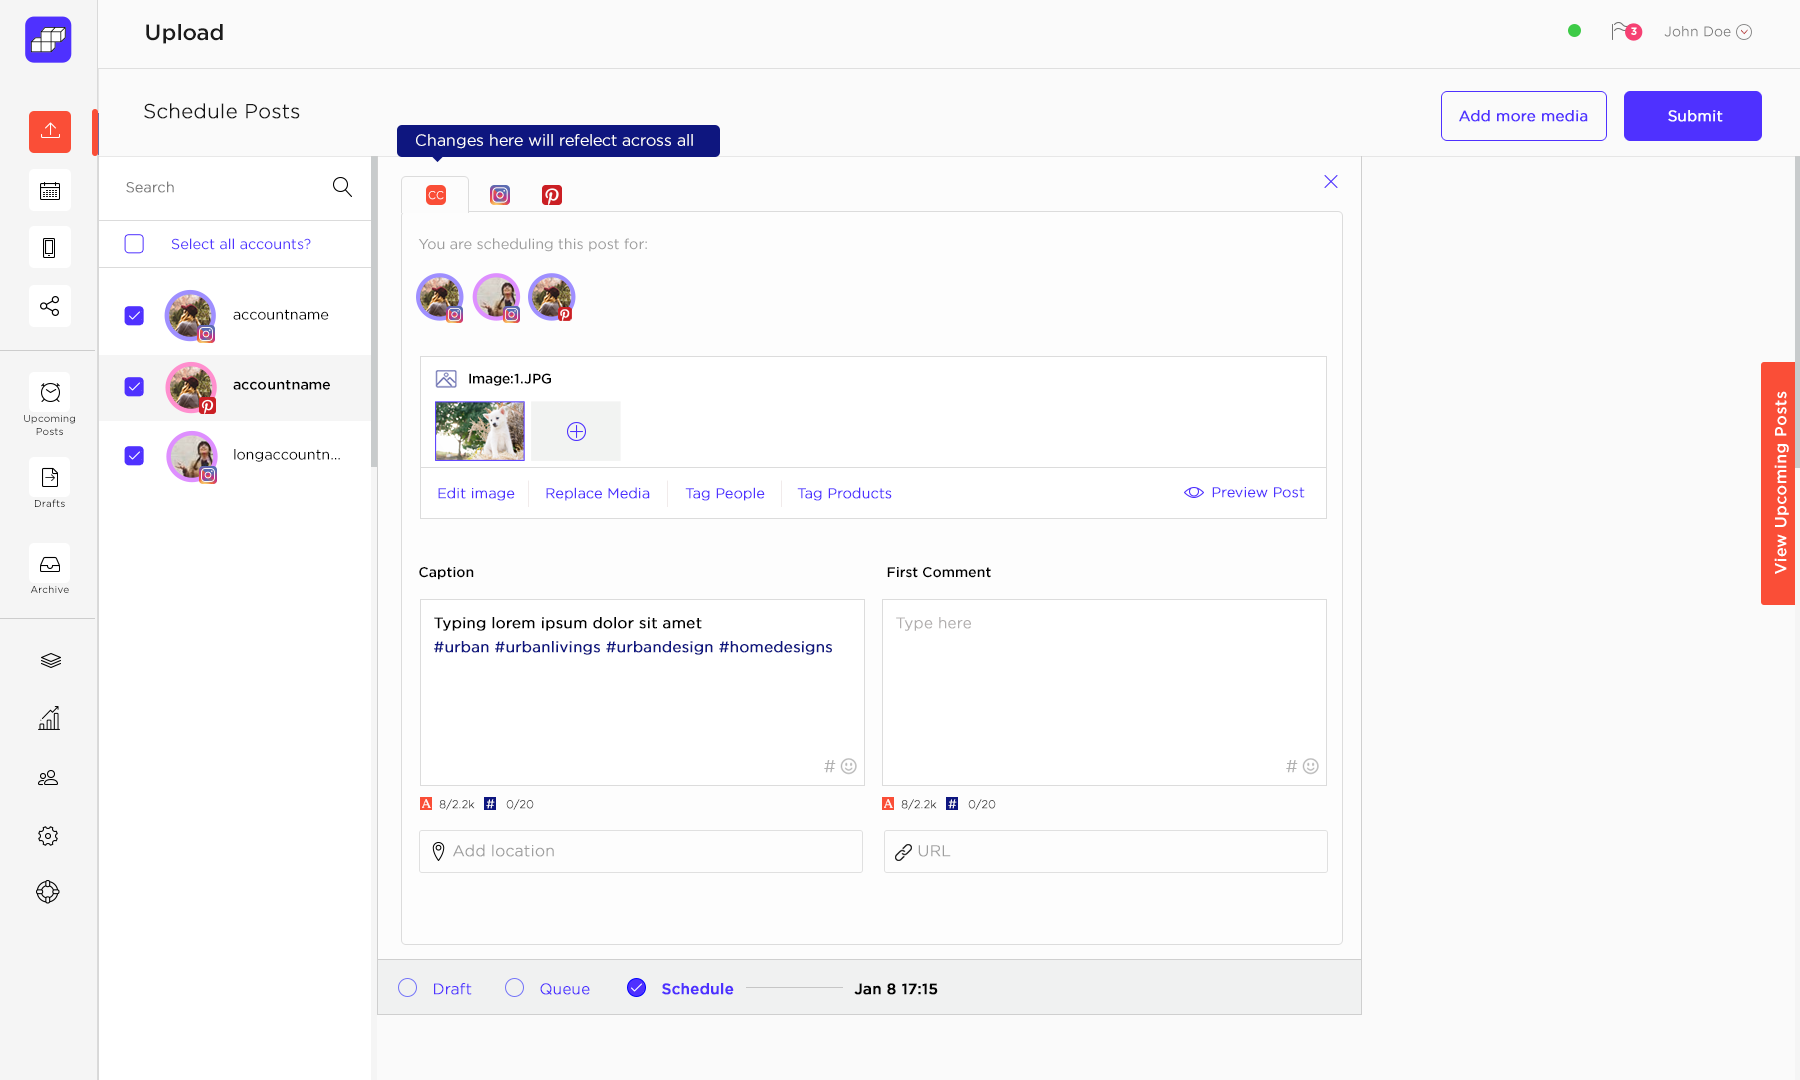 Upload
3
John Doe
Schedule Posts
Add more media
Submit
Changes here will refelect across all
Search
CC
Select all accounts?
You are scheduling this post for:
accountname
accountname
longaccountn...
Image:1.JPG
Edit image
Replace Media
Tag People
Tag Products
Preview Post
Upcoming
Posts
Drafts
Archive
View Upcoming Posts
Caption
First Comment
Typing lorem ipsum dolor sit amet
#urban #urbanlivings #urbandesign #homedesigns
Type here
#
#
A 8/2.2k # 0/20
A 8/2.2k # 0/20
Add location
URL
Draft
Queue
Schedule
Jan 8 17:15